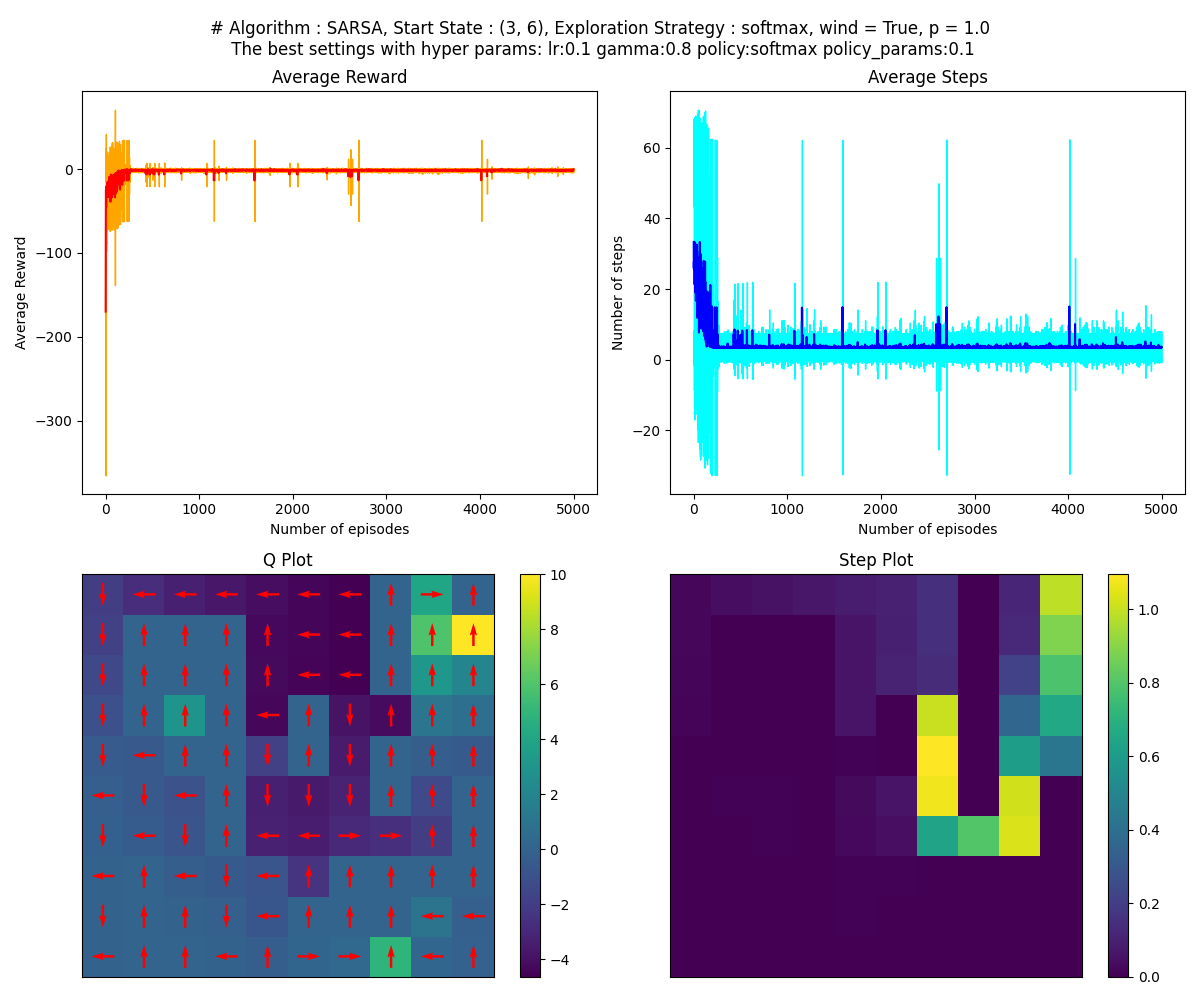 # Algorithm : SARSA, Start State : (3, 6), Exploration Strategy : softmax, wind = True, p = 1.0
The best settings with hyper params: lr:0.1 gamma:0.8 policy:softmax policy_params:0.1
Average Reward
Average Steps
0
−100
−200
−300
Average Reward
0 1000 2000 3000 4000 5000
Number of episodes
60
40
20
0
−20
Number of steps
0 1000 2000 3000 4000 5000
Number of episodes
Q Plot
Step Plot
10
8
6
4
2
0
−2
−4
1.0
0.8
0.6
0.4
0.2
0.0